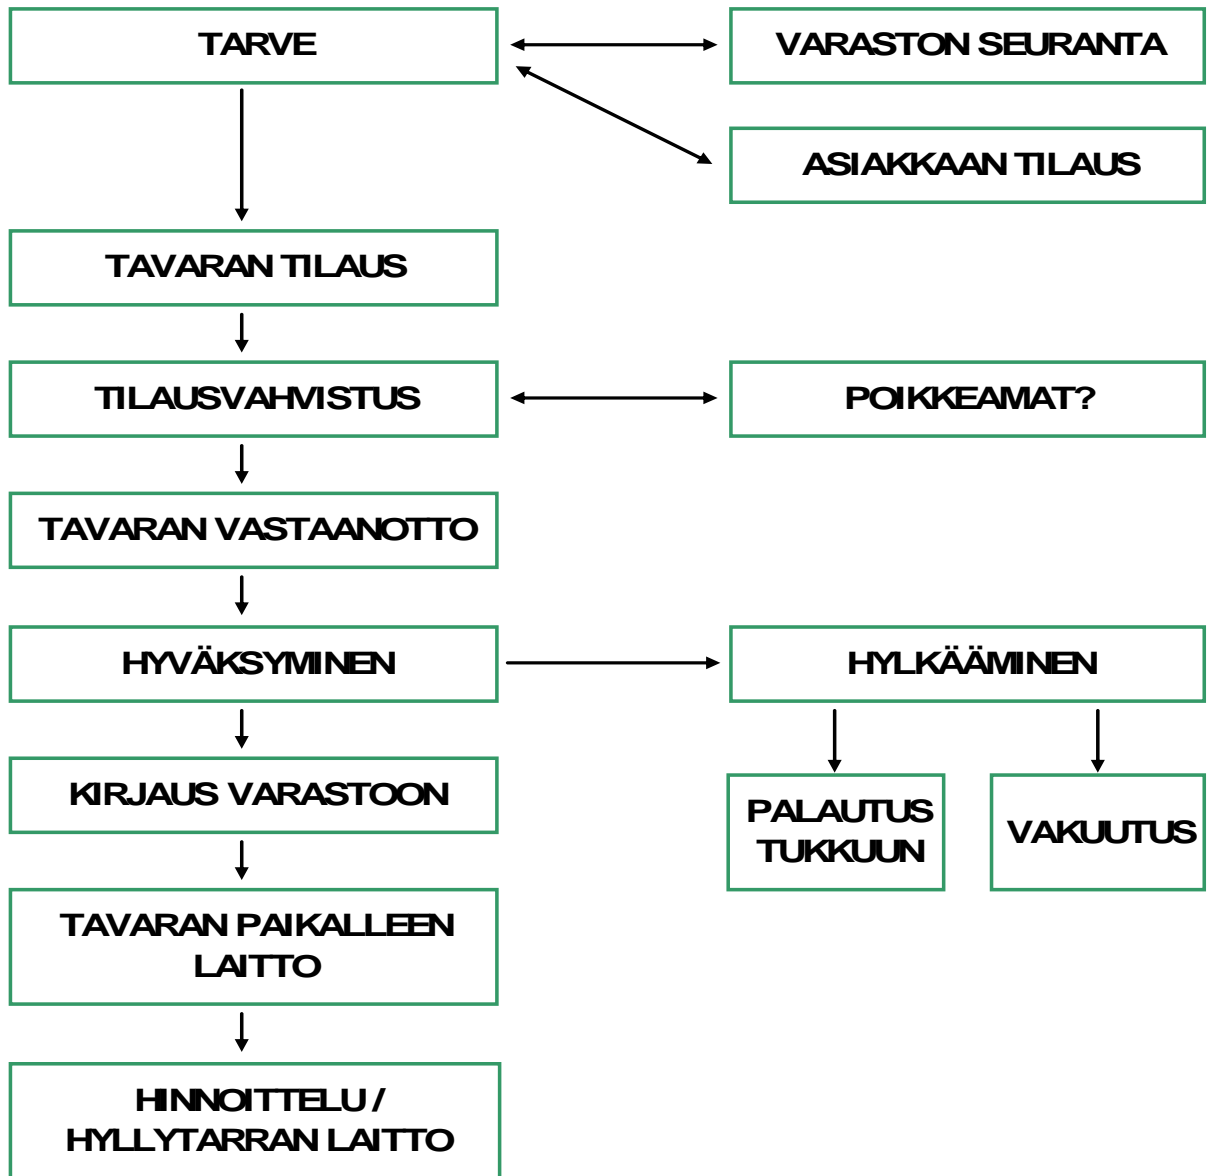 TARVE
VARASTON SEURANTA
ASIAKKAAN TILAUS
TAVARAN TILAUS
TILAUSVAHVISTUS
POIKKEAMAT?
TAVARAN VASTAANOTTO
HYVÄKSYMINEN
HYLKÄÄMINEN
KIRJAUS VARASTOON
PALAUTUS
TUKKUUN
VAKUUTUS
TAVARAN PAIKALLEEN
LAITTO
HINNOITTELU /
HYLLYTARRAN LAITTO